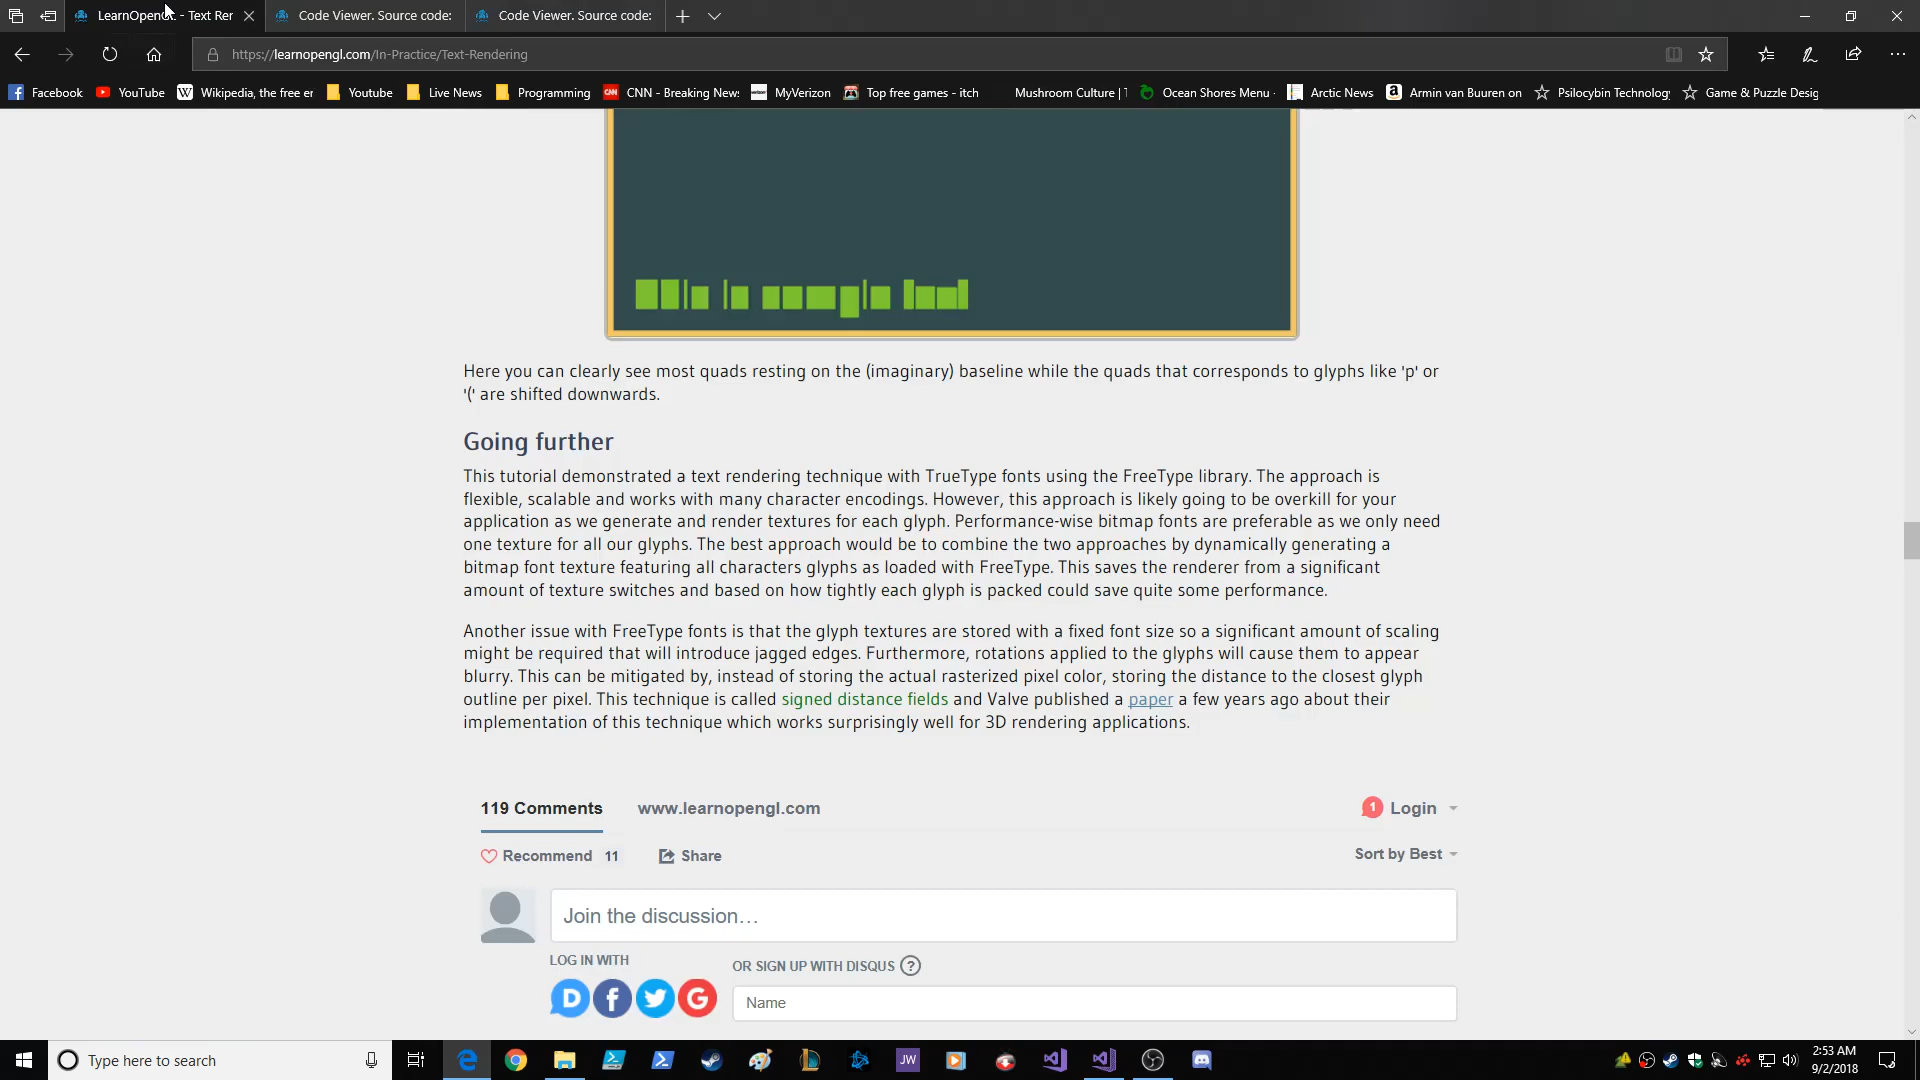 LearnOpenGL - Text Rer
Code Viewer. Source code:
Code Viewer. Source code:
https://learnopengl.com/In-Practice/Text-Rendering
Facebook YouTube Wikipedia, the free er Youtube Live News Programming CNN - Breaking New: MyVerizon Top free games - itch Mushroom Culture | Ocean Shores Menu - Arctic News Armin van Buuren on Psilocybin Technolog Game & Puzzle Desig
Here you can clearly see most quads resting on the (imaginary) baseline while the quads that corresponds to glyphs like 'p' or
'(' are shifted downwards.
Going further
This tutorial demonstrated a text rendering technique with TrueType fonts using the FreeType library. The approach is
flexible, scalable and works with many character encodings. However, this approach is likely going to be overkill for your
application as we generate and render textures for each glyph. Performance-wise bitmap fonts are preferable as we only need
one texture for all our glyphs. The best approach would be to combine the two approaches by dynamically generating a
bitmap font texture featuring all characters glyphs as loaded with FreeType. This saves the renderer from a significant
amount of texture switches and based on how tightly each glyph is packed could save quite some performance.
Another issue with FreeType fonts is that the glyph textures are stored with a fixed font size so a significant amount of scaling
might be required that will introduce jagged edges. Furthermore, rotations applied to the glyphs will cause them to appear
blurry. This can be mitigated by, instead of storing the actual rasterized pixel color, storing the distance to the closest glyph
outline per pixel. This technique is called signed distance fields and Valve published a paper a few years ago about their
implementation of this technique which works surprisingly well for 3D rendering applications.
119 Comments www.learnopengl.com 1 Login
Recommend 11 Share Sort by Best
Join the discussion…
LOG IN WITH
OR SIGN UP WITH DISQUS ?
Name
Type here to search
JW
2:53 AM
9/2/2018